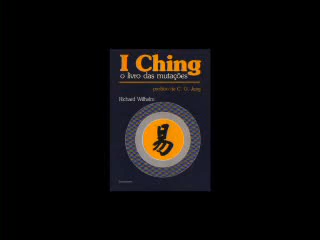 I Ching
o livro das mutações
prefácio de C. G. Jung
Richard Wilhelm
易